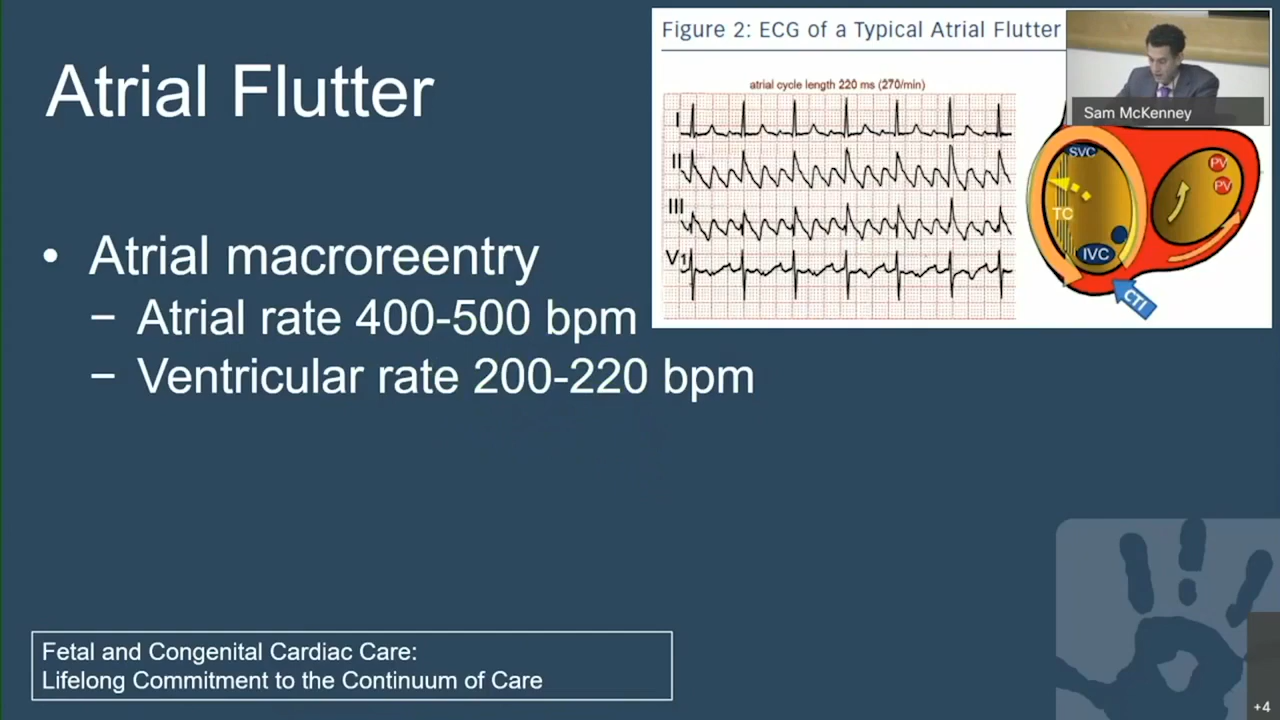 Atrial Flutter
• Atrial macroreentry
– Atrial rate 400-500 bpm
– Ventricular rate 200-220 bpm
Figure 2: ECG of a Typical Atrial Flutter
atrial cycle length 220 ms (270/min)
I
II
III
V1
Sam McKenney
SVC
TC
IVC
PV
PV
CTI
Fetal and Congenital Cardiac Care:
Lifelong Commitment to the Continuum of Care
+4